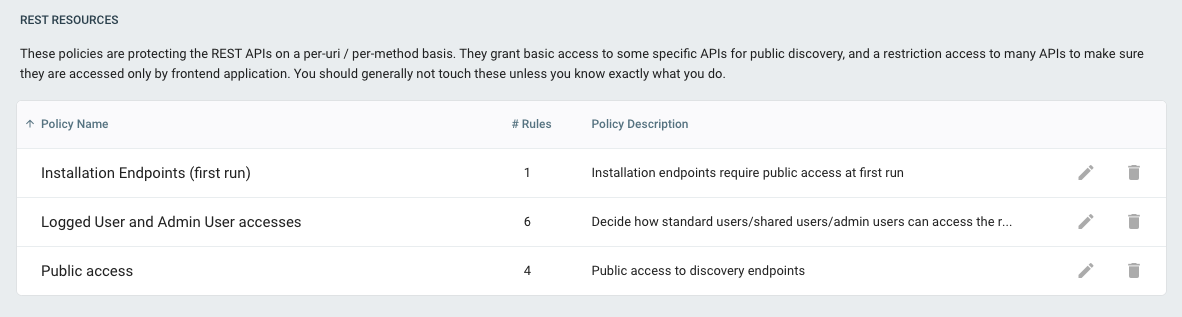 REST RESOURCES
These policies are protecting the REST APIs on a per-uri / per-method basis. They grant basic access to some specific APIs for public discovery, and a restriction access to many APIs to make sure
they are accessed only by frontend application. You should generally not touch these unless you know exactly what you do.
Policy Name # Rules Policy Description
Installation Endpoints (first run) 1 Installation endpoints require public access at first run
Logged User and Admin User accesses 6 Decide how standard users/shared users/admin users can access the r...
Public access 4 Public access to discovery endpoints